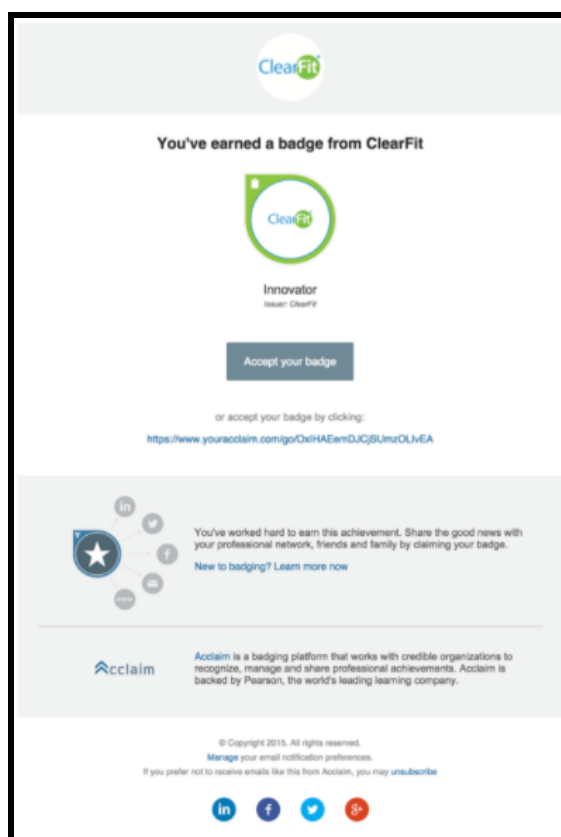 ClearFit
You've earned a badge from ClearFit
ClearFit
Innovator
Issuer: ClearFit
Accept your badge
or accept your badge by clicking:
https://www.youracclaim.com/go/
in
f
www
You've worked hard to earn this achievement. Share the good news with
your professional network, friends and family by claiming your badge.
New to badging? Learn more now
Acclaim
Acclaim is a badging platform that works with credible organizations to
recognize, manage and share professional achievements. Acclaim is
backed by Pearson, the world's leading learning company.
© Copyright 2015. All rights reserved.
Manage your email notification preferences.
If you prefer not to receive emails like this from Acclaim, you may unsubscribe
in f g+